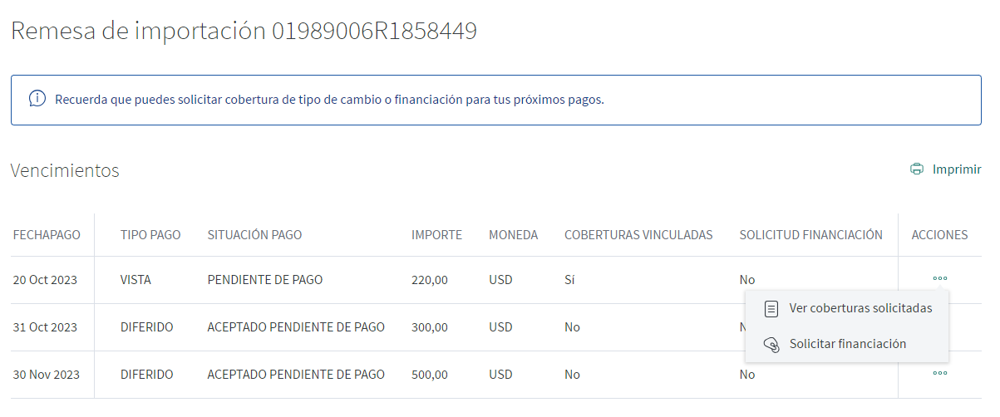 Remesa de importación 01989006R1858449
Recuerda que puedes solicitar cobertura de tipo de cambio o financiación para tus próximos pagos.
Vencimientos
Imprimir
FECHAPAGO TIPO PAGO SITUACIÓN PAGO IMPORTE MONEDA COBERTURAS VINCULADAS SOLICITUD FINANCIACIÓN ACCIONES
20 Oct 2023 VISTA PENDIENTE DE PAGO 220,00 USD Sí No
Ver coberturas solicitadas
31 Oct 2023 DIFERIDO ACEPTADO PENDIENTE DE PAGO 300,00 USD No
Solicitar financiación
30 Nov 2023 DIFERIDO ACEPTADO PENDIENTE DE PAGO 500,00 USD No No